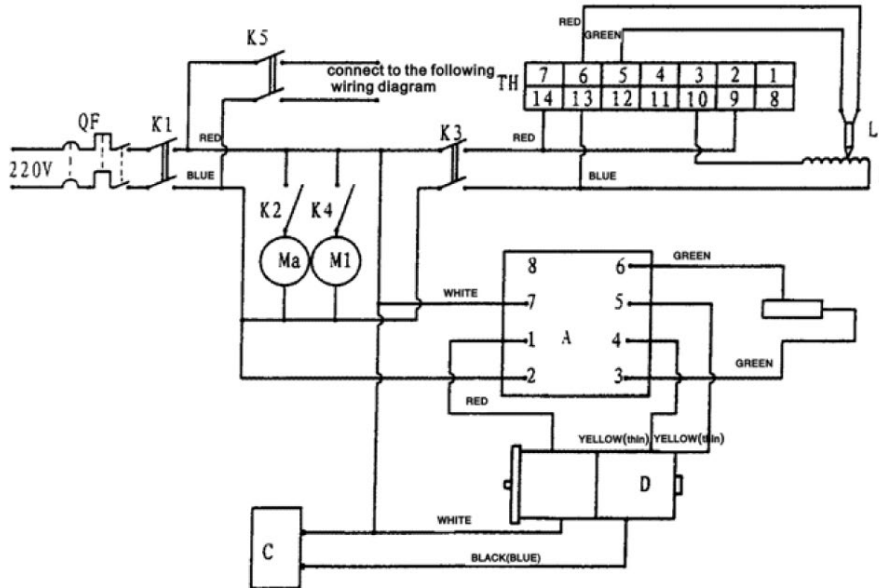 RED
GREEN
K5
connect to the following
wiring diagram
TH
7 6 5 4 3 2 1
14 13 12 11 10 9 8
L
QF
K1
RED
K3
RED
220V
BLUE
BLUE
K2
K4
Ma
M1
8
6
GREEN
WHITE
7
5
1
A
4
2
3
GREEN
RED
YELLOW(thin)
YELLOW(thin)
D
WHITE
C
BLACK(BLUE)